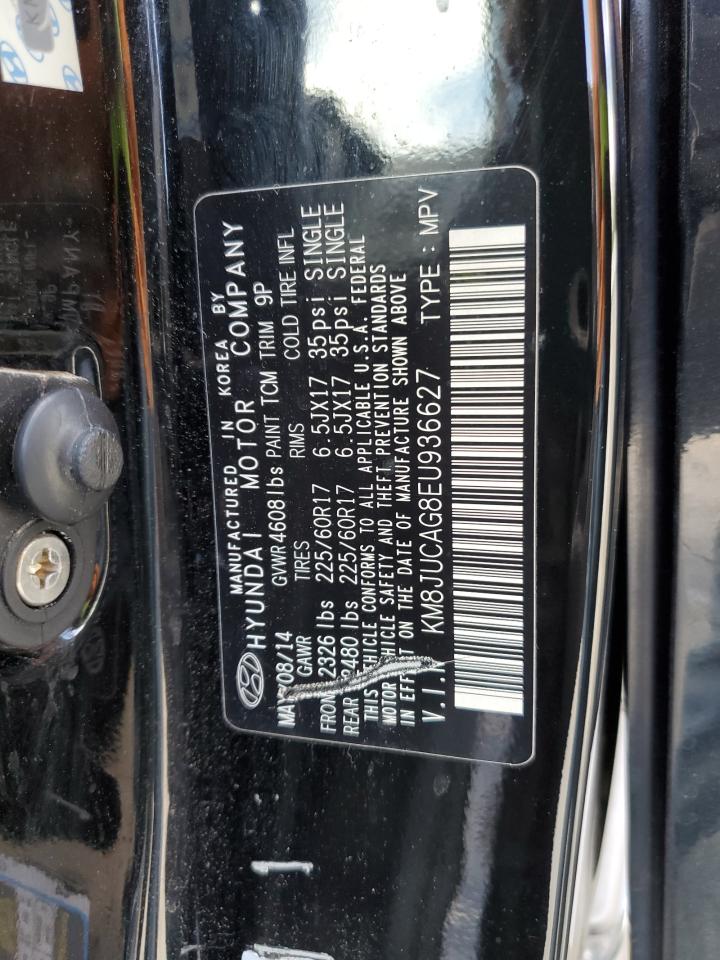 MANUFACTURED IN KOREA BY
HYUNDAI MOTOR COMPANY
MAY/08/14 GVWR 4608lbs PAINT TCM TRIM 9P
GAWR TIRES RIMS COLD TIRE INFL
FRONT 2326 lbs 225/60R17 6.5JX17 35psi SINGLE
REAR 2480 lbs 225/60R17 6.5JX17 35psi SINGLE
THIS VEHICLE CONFORMS TO ALL APPLICABLE U.S.A. FEDERAL
MOTOR VEHICLE SAFETY AND THEFT PREVENTION STANDARDS
IN EFFECT ON THE DATE OF MANUFACTURE SHOWN ABOVE
V.I.N KM8JUCAG8EU936627 TYPE : MPV